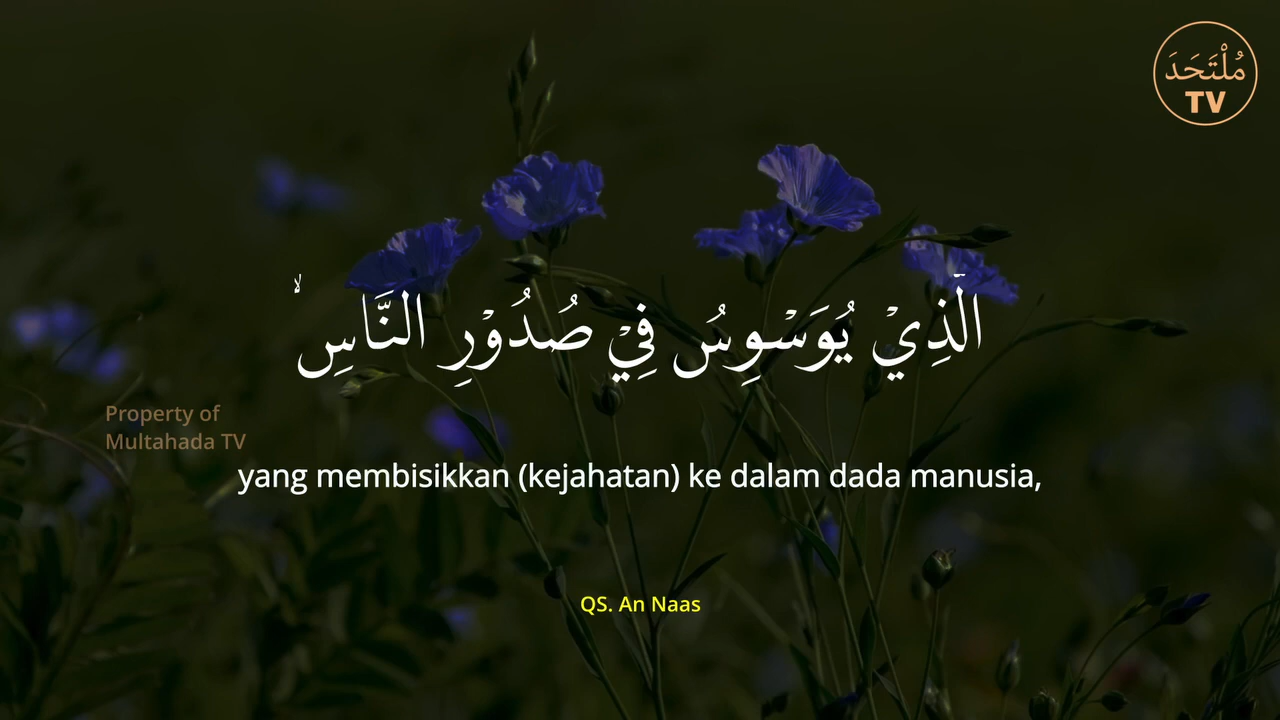 مُلْتَحَدَ
TV
الَّذِيْ يُوَسْوِسُ فِيْ صُدُوْرِ النَّاسِۙ
Property of
Multahada TV
yang membisikkan (kejahatan) ke dalam dada manusia,
QS. An Naas